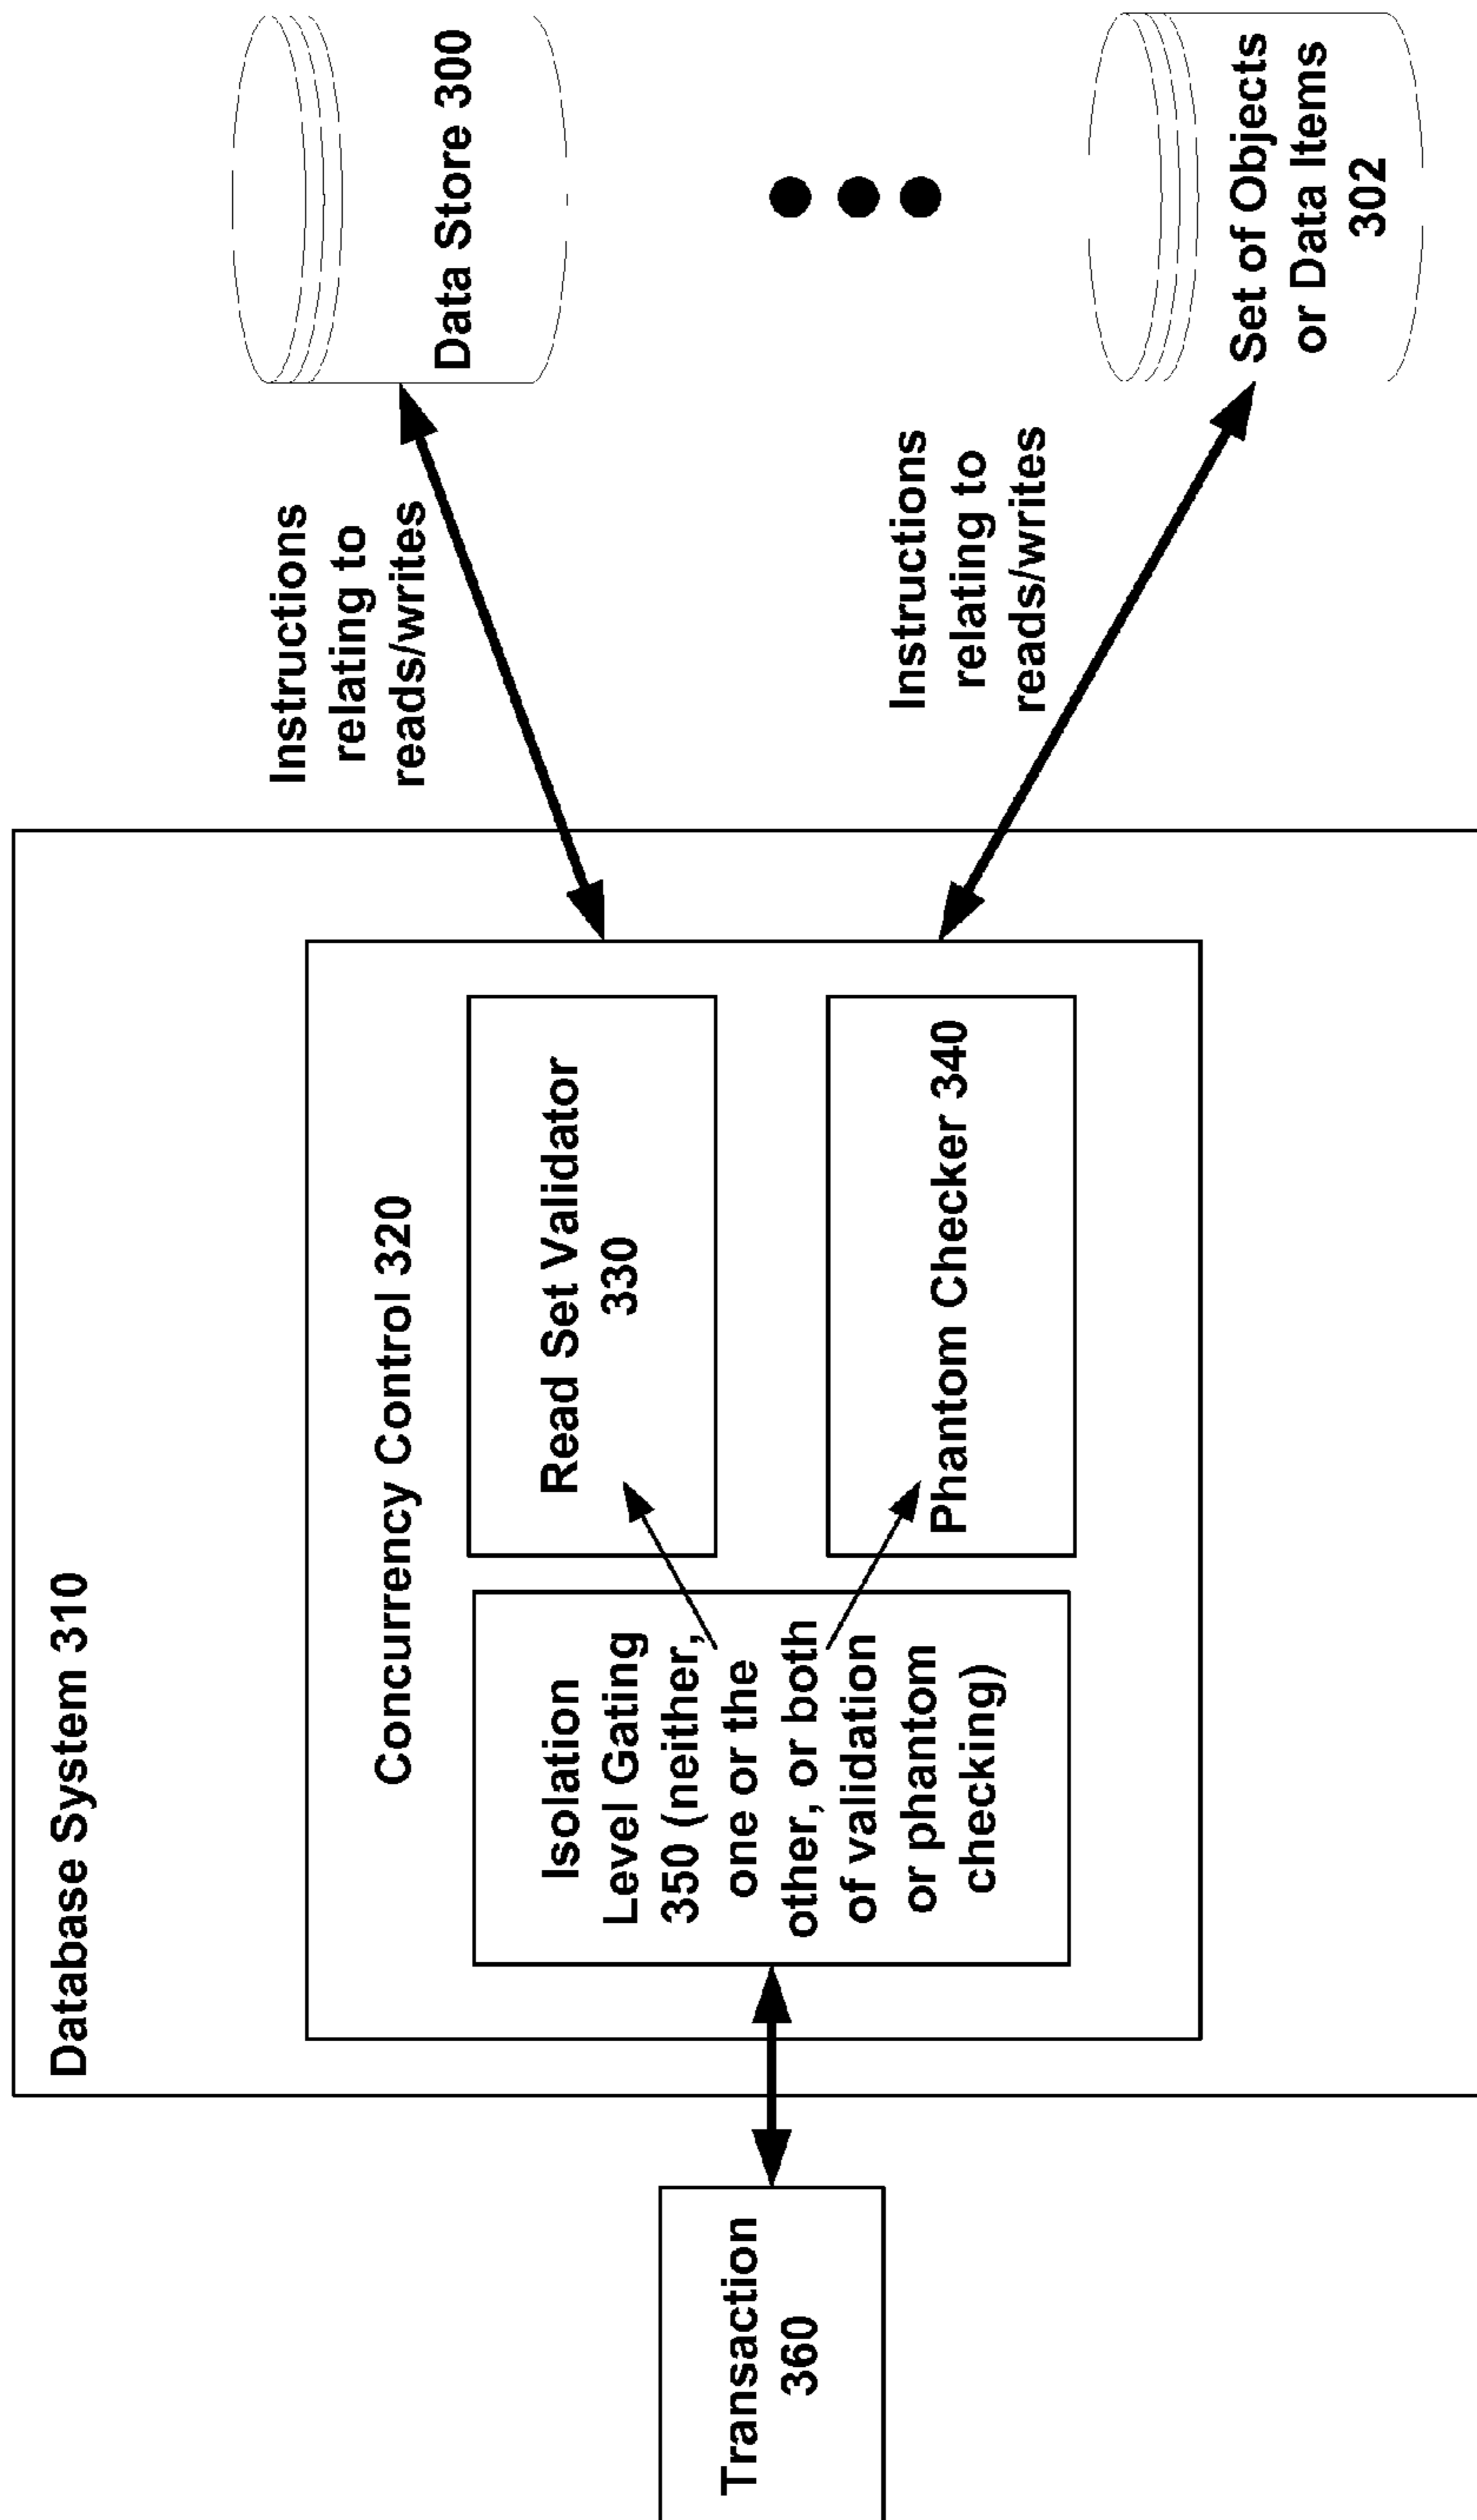 Database System 310
Concurrency Control 320
Transaction
360
Isolation
Level Gating
350 (neither,
one or the
other, or both
of validation
or phantom
checking)
Read Set Validator
330
Phantom Checker 340
Instructions
relating to
reads/writes
Instructions
relating to
reads/writes
Data Store 300
Set of Objects
or Data Items
302